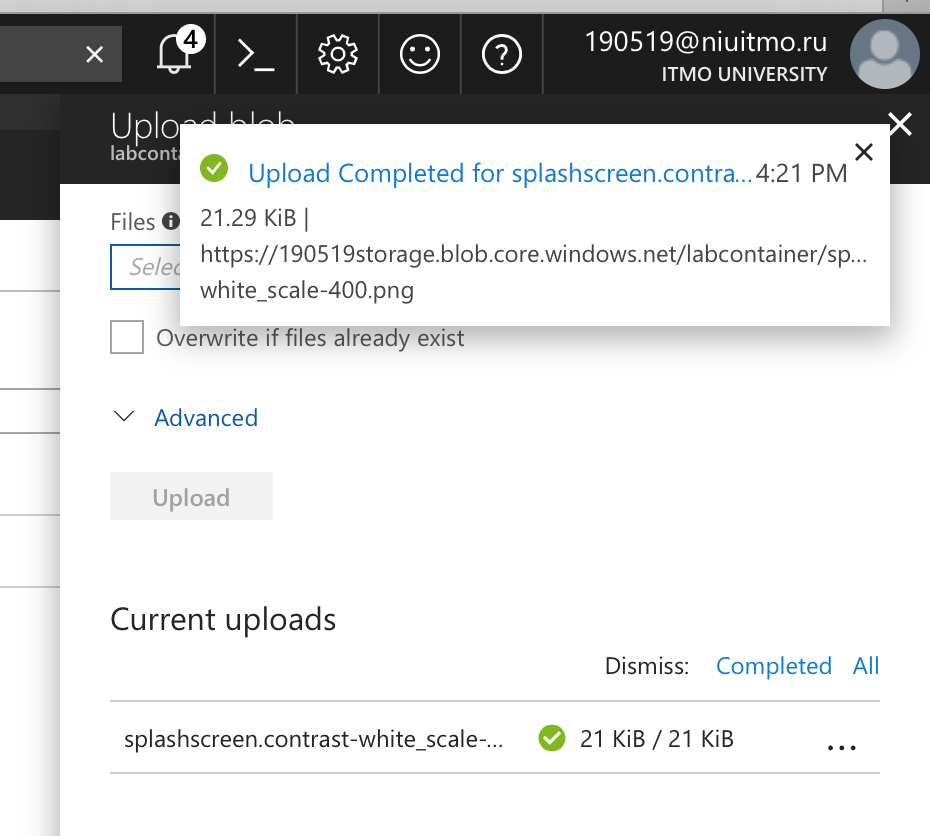 4
190519@niuitmo.ru
ITMO UNIVERSITY
Upload blob
labconta
Upload Completed for splashscreen.contra... 4:21 PM
21.29 KiB |
https://190519storage.blob.core.windows.net/labcontainer/sp...
white_scale-400.png
Files
Selec
Overwrite if files already exist
Advanced
Upload
Current uploads
Dismiss: Completed All
splashscreen.contrast-white_scale-... 21 KiB / 21 KiB